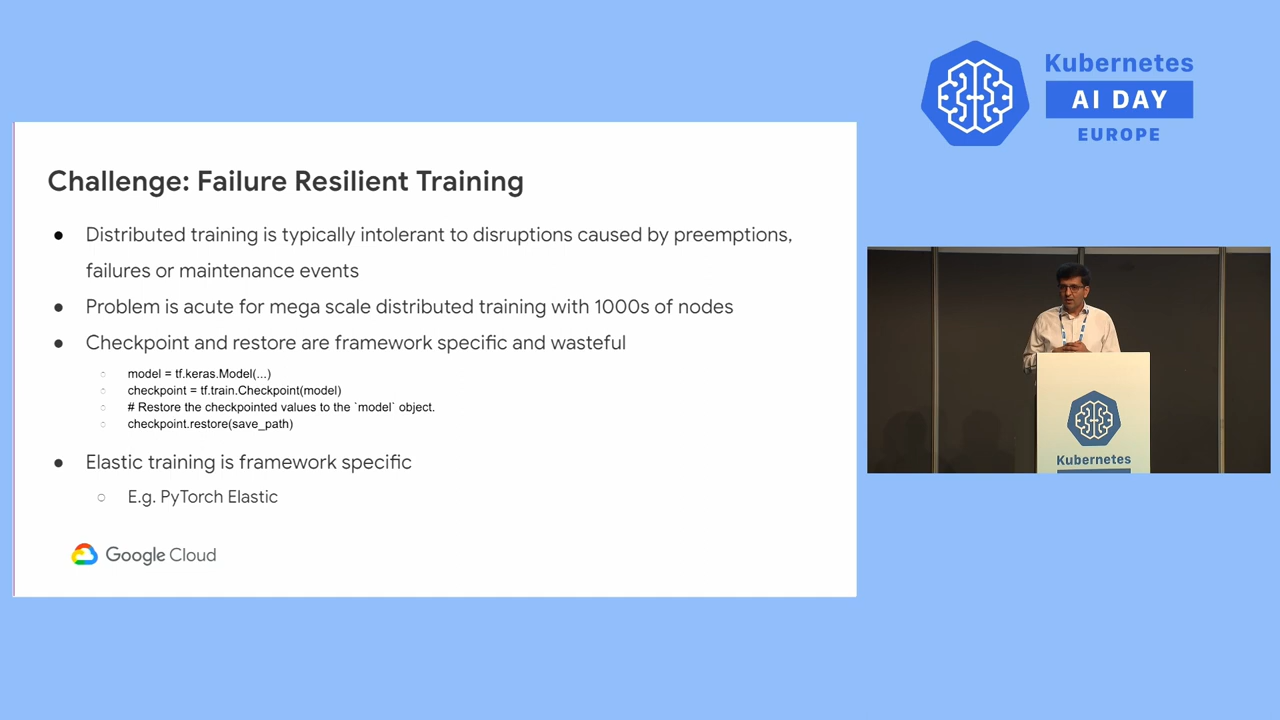 Kubernetes
AI DAY
EUROPE
Challenge: Failure Resilient Training
● Distributed training is typically intolerant to disruptions caused by preemptions,
failures or maintenance events
● Problem is acute for mega scale distributed training with 1000s of nodes
● Checkpoint and restore are framework specific and wasteful
○ model = tf.keras.Model(...)
○ checkpoint = tf.train.Checkpoint(model)
○ # Restore the checkpointed values to the `model` object.
○ checkpoint.restore(save_path)
● Elastic training is framework specific
○ E.g. PyTorch Elastic
Google Cloud
Kubernetes